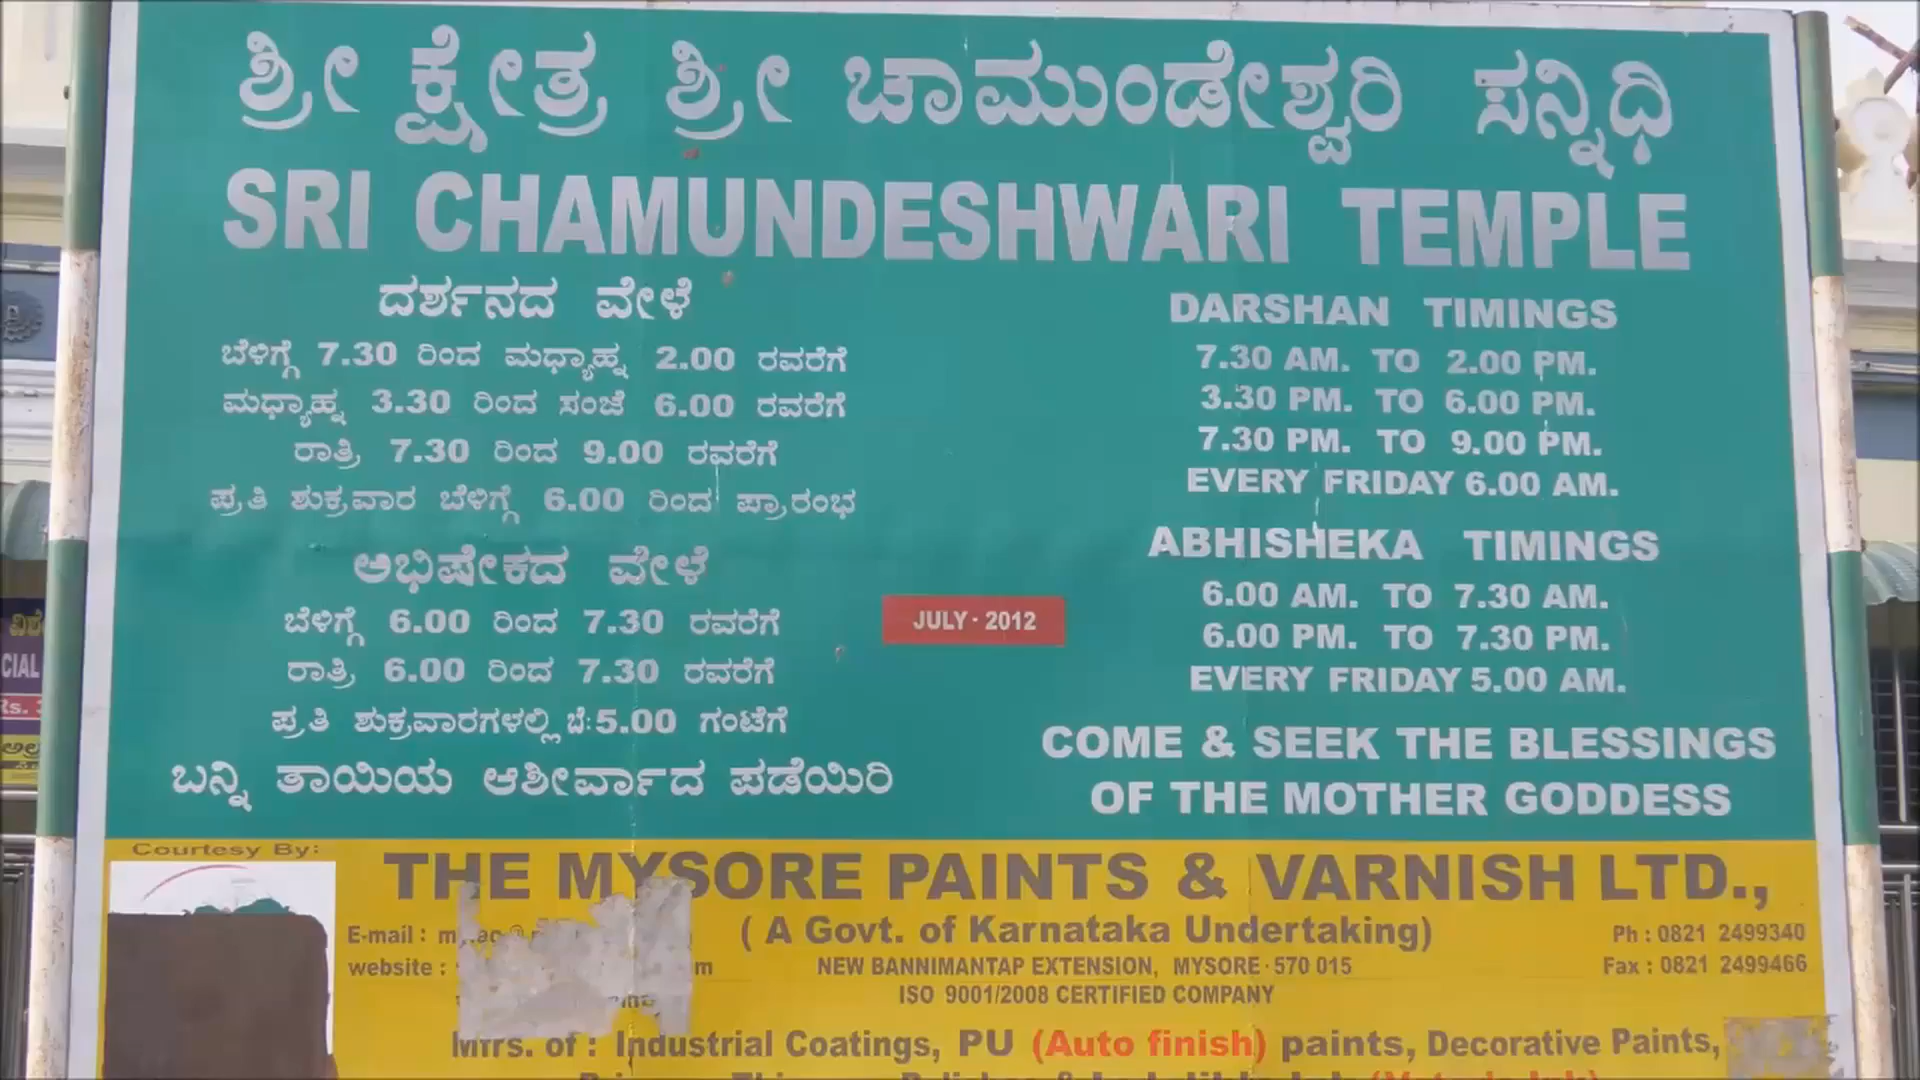 ಶ್ರೀ ಕ್ಷೇತ್ರ ಶ್ರೀ ಚಾಮುಂಡೇಶ್ವರಿ ಸನ್ನಿಧಿ
SRI CHAMUNDESHWARI TEMPLE
ದರ್ಶನದ ವೇಳೆ
ಬೆಳಿಗ್ಗೆ 7.30 ರಿಂದ ಮಧ್ಯಾಹ್ನ 2.00 ರವರೆಗೆ
ಮಧ್ಯಾಹ್ನ 3.30 ರಿಂದ ಸಂಜೆ 6.00 ರವರೆಗೆ
ರಾತ್ರಿ 7.30 ರಿಂದ 9.00 ರವರೆಗೆ
ಪ್ರತಿ ಶುಕ್ರವಾರ ಬೆಳಿಗ್ಗೆ 6.00 ರಿಂದ ಪ್ರಾರಂಭ
ಅಭಿಷೇಕದ ವೇಳೆ
ಬೆಳಿಗ್ಗೆ 6.00 ರಿಂದ 7.30 ರವರೆಗೆ
ರಾತ್ರಿ 6.00 ರಿಂದ 7.30 ರವರೆಗೆ
ಪ್ರತಿ ಶುಕ್ರವಾರಗಳಲ್ಲಿ ಬೆ:5.00 ಗಂಟೆಗೆ
ಬನ್ನಿ ತಾಯಿಯ ಆಶೀರ್ವಾದ ಪಡೆಯಿರಿ
DARSHAN TIMINGS
7.30 AM. TO 2.00 PM.
3.30 PM. TO 6.00 PM.
7.30 PM. TO 9.00 PM.
EVERY FRIDAY 6.00 AM.
ABHISHEKA TIMINGS
6.00 AM. TO 7.30 AM.
6.00 PM. TO 7.30 PM.
EVERY FRIDAY 5.00 AM.
COME & SEEK THE BLESSINGS
OF THE MOTHER GODDESS
JULY · 2012
Courtesy By:
THE MYSORE PAINTS & VARNISH LTD.,
(A Govt. of Karnataka Undertaking)
E-mail :
website :
NEW BANNIMANTAP EXTENSION, MYSORE · 570 015
ISO 9001/2008 CERTIFIED COMPANY
Ph : 0821 2499340
Fax : 0821 2499466
Mfrs. of : Industrial Coatings, PU (Auto finish) paints, Decorative Paints,
CIAL
Rs.